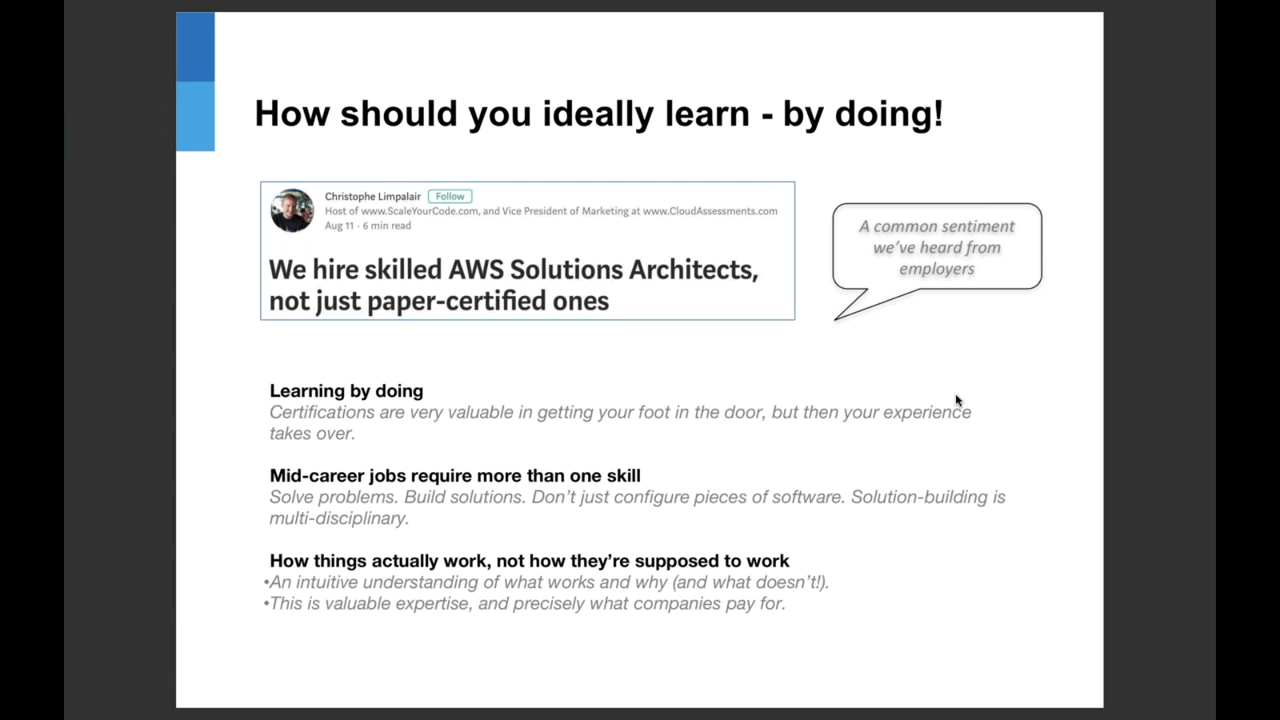 How should you ideally learn - by doing!
Christophe Limpalair Follow
Host of www.ScaleYourCode.com, and Vice President of Marketing at www.CloudAssessments.com
Aug 11 · 6 min read
We hire skilled AWS Solutions Architects,
not just paper-certified ones
A common sentiment
we've heard from
employers
Learning by doing
Certifications are very valuable in getting your foot in the door, but then your experience
takes over.
Mid-career jobs require more than one skill
Solve problems. Build solutions. Don't just configure pieces of software. Solution-building is
multi-disciplinary.
How things actually work, not how they're supposed to work
•An intuitive understanding of what works and why (and what doesn't!).
•This is valuable expertise, and precisely what companies pay for.